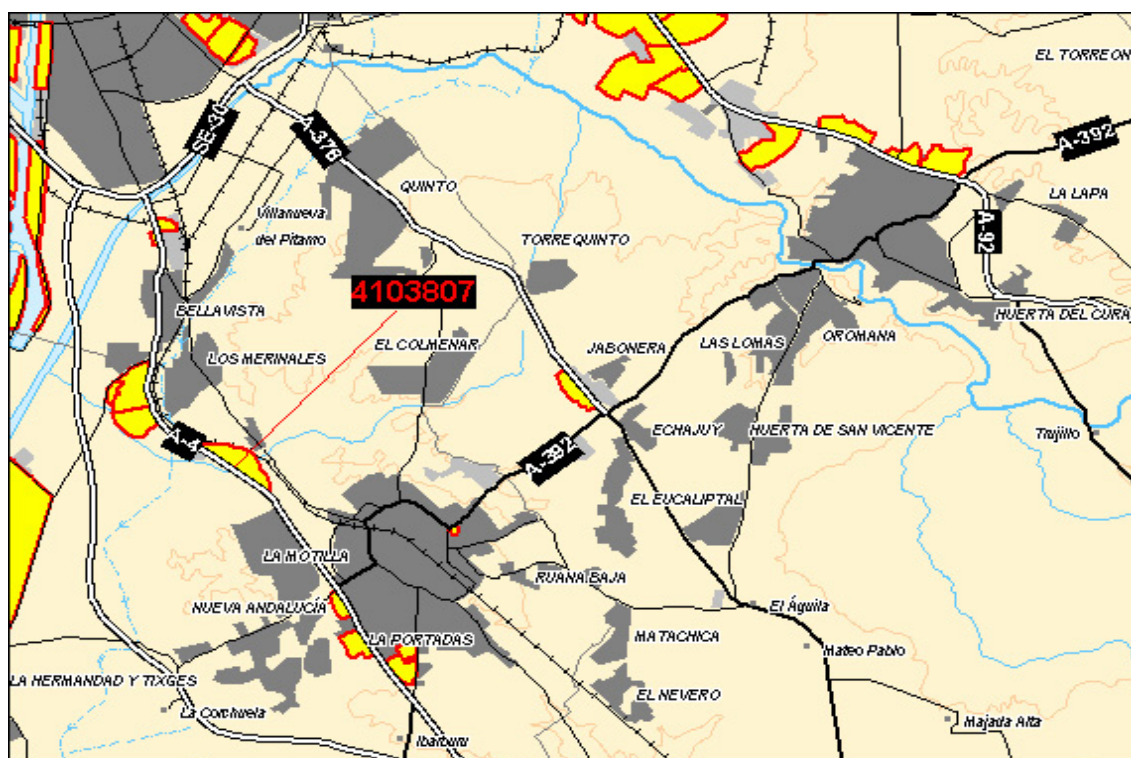 EL TORREON
SE-30
A-376
A-392
QUINTO
LA LAPA
Villanueva
del Pítamo
TORREQUINTO
A-92
4103807
BELLAVISTA
HUERTA DEL CURA
LOS MERINALES
EL COLMENAR
JABONERA
LAS LOMAS
OROMANA
A-4
ECHAJUY
HUERTA DE SAN VICENTE
Trujillo
A-392
EL EUCALIPTAL
LA MOTILLA
RUANA BAJA
NUEVA ANDALUCÍA
El Águila
LA PORTADAS
MATACHICA
Mateo Pablo
LA HERMANDAD Y TIXGES
EL NEVERO
La Corchuela
Majada Alta
Ibarburu